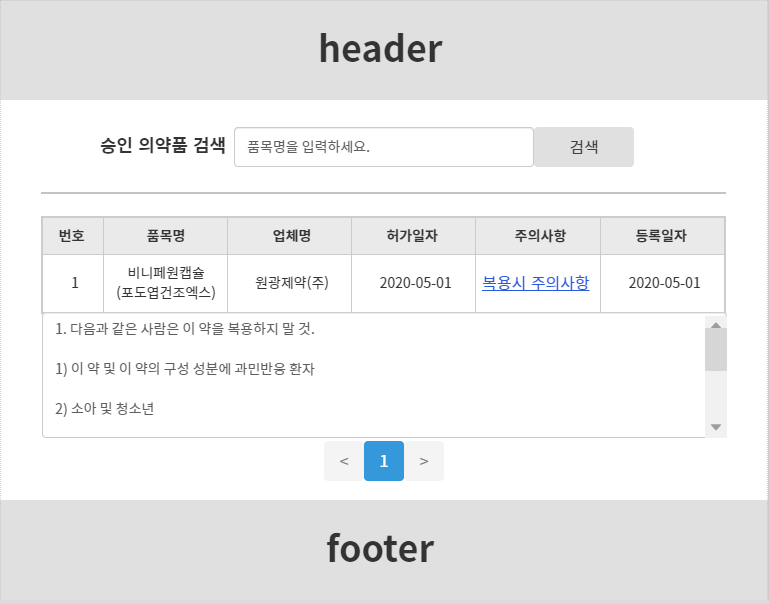 header
승인 의약품 검색 품목명을 입력하세요. 검색
번호 품목명 업체명 허가일자 주의사항 등록일자
1 비니페원캡슐 (포도엽건조엑스) 원광제약(주) 2020-05-01 복용시 주의사항 2020-05-01
1. 다음과 같은 사람은 이 약을 복용하지 말 것.
1) 이 약 및 이 약의 구성 성분에 과민반응 환자
2) 소아 및 청소년
< 1 >
footer